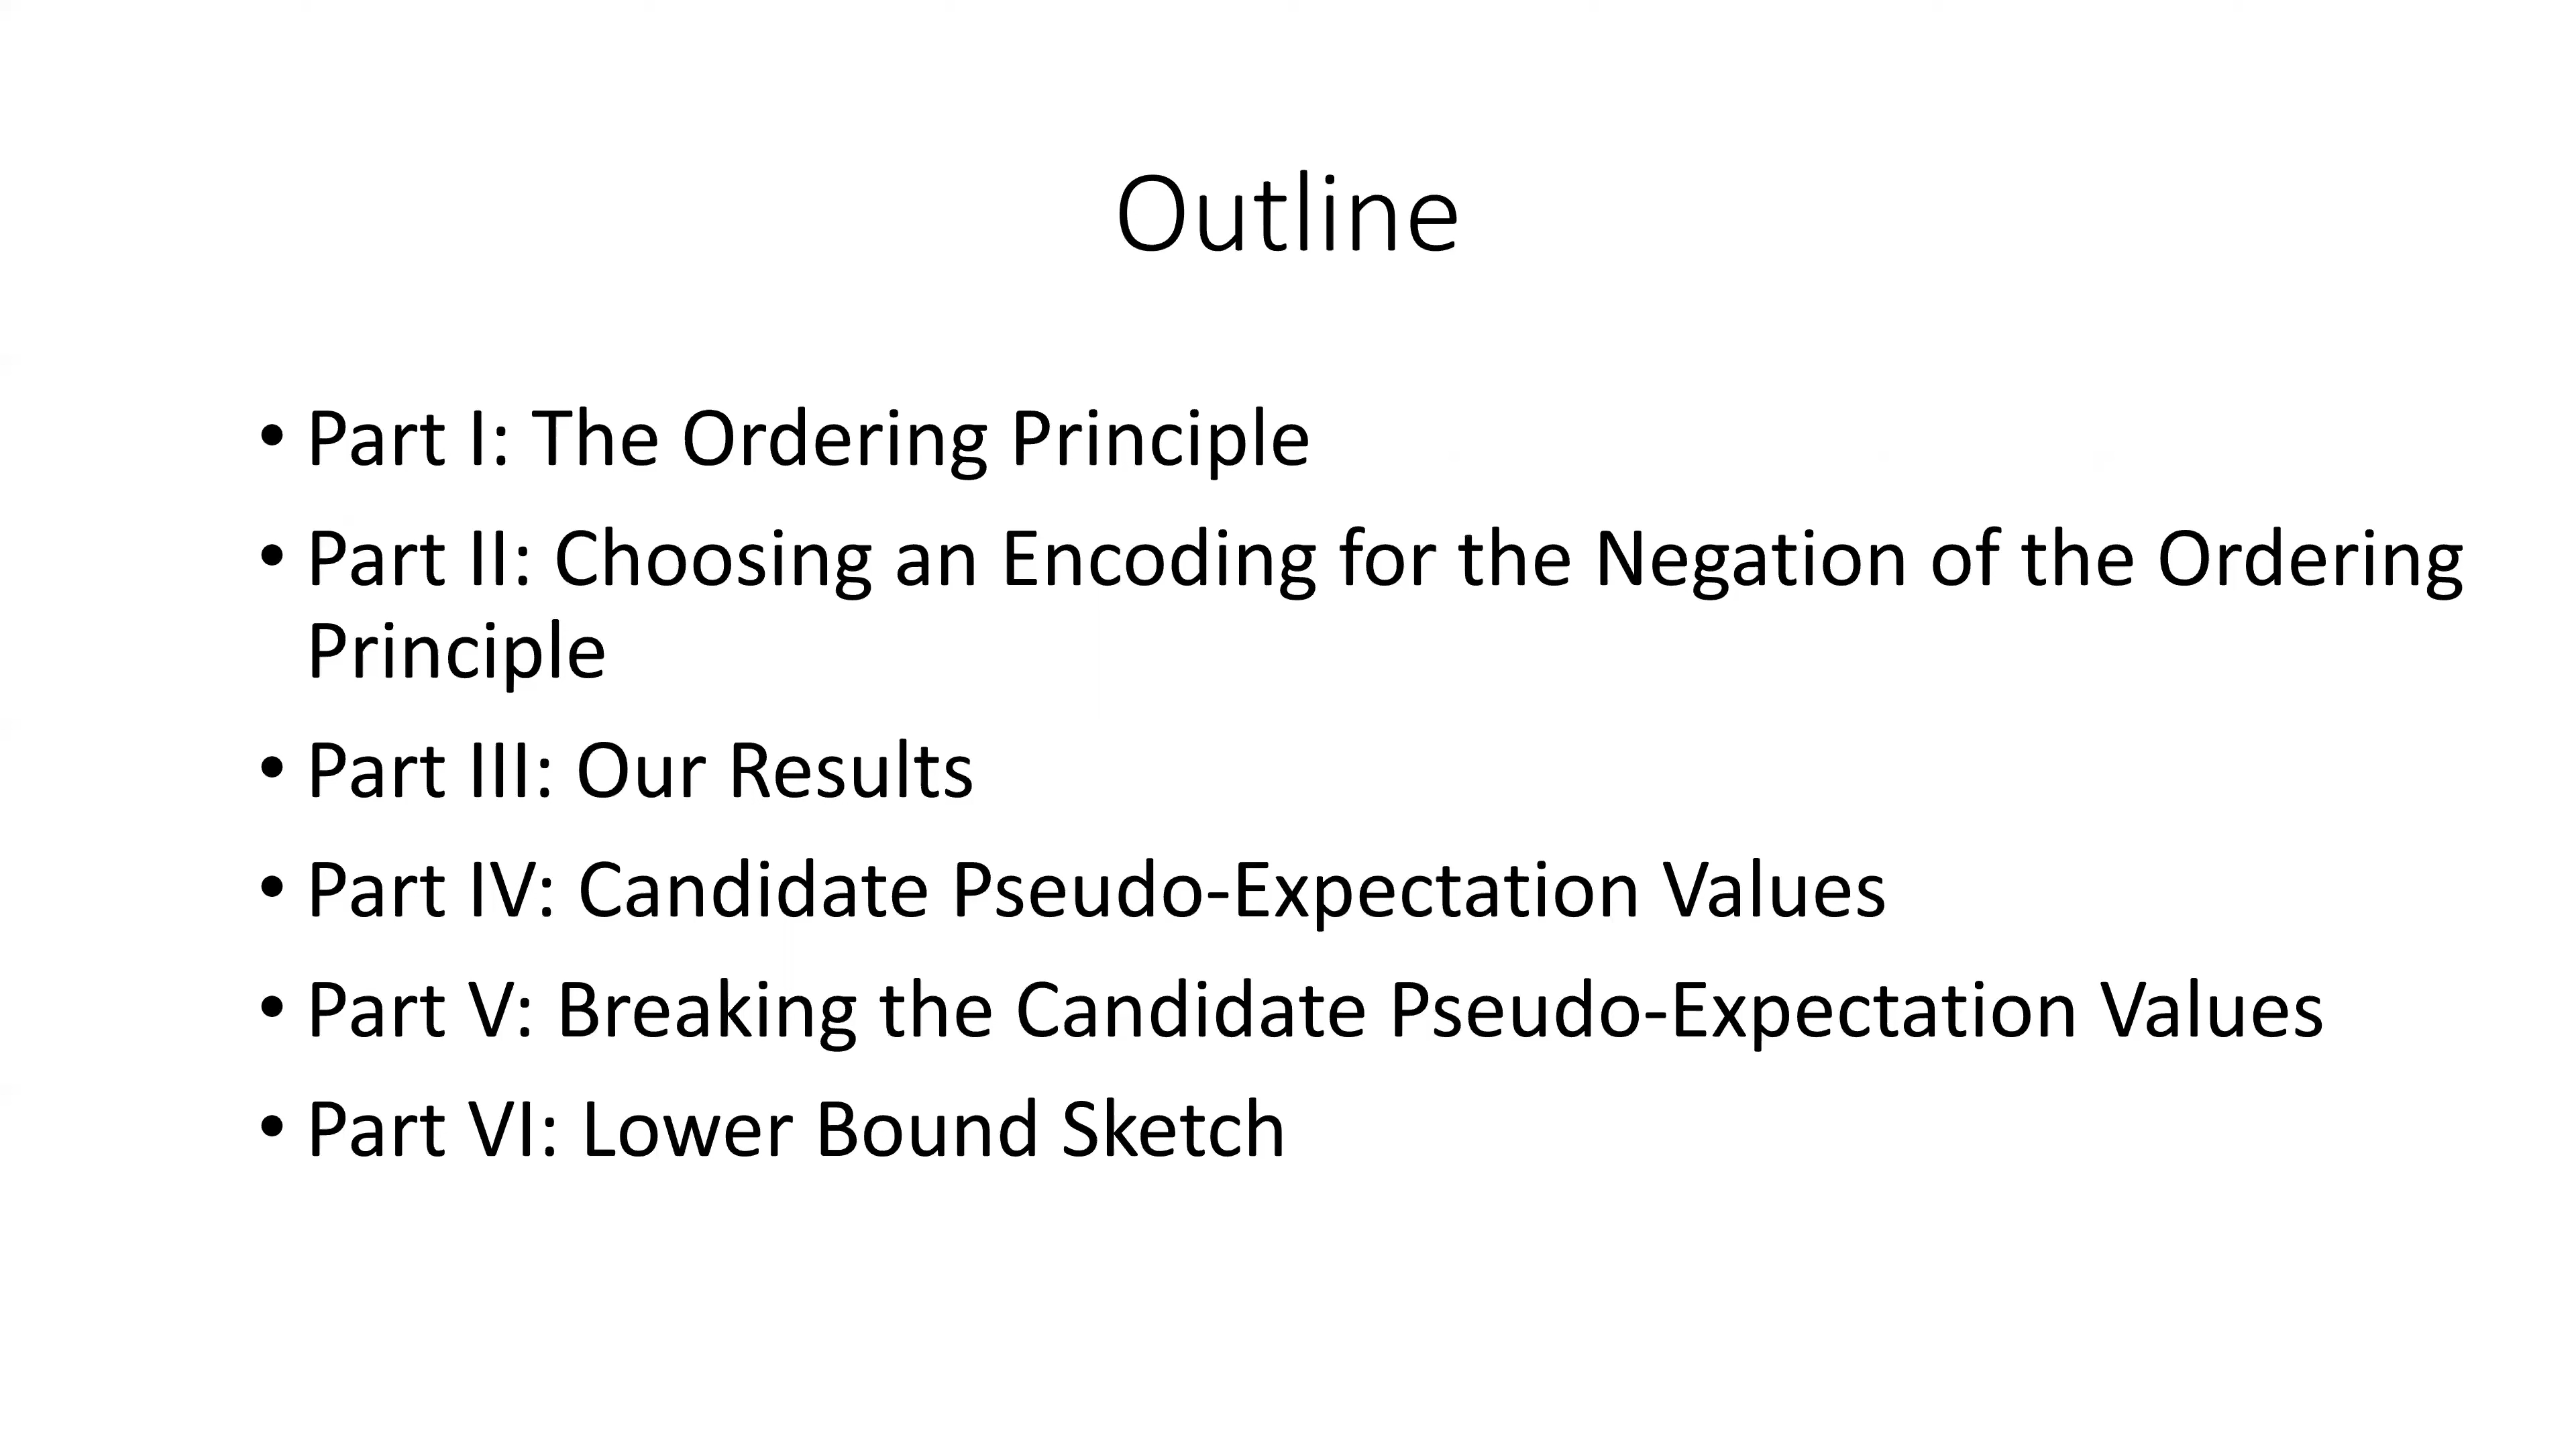 Outline
• Part I: The Ordering Principle
• Part II: Choosing an Encoding for the Negation of the Ordering
Principle
• Part III: Our Results
• Part IV: Candidate Pseudo-Expectation Values
• Part V: Breaking the Candidate Pseudo-Expectation Values
• Part VI: Lower Bound Sketch